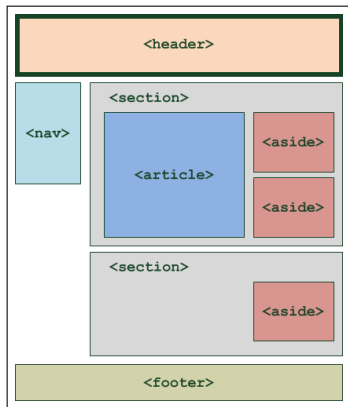 <header>
<nav>
<section>
<article>
<aside>
<aside>
<section>
<aside>
<footer>